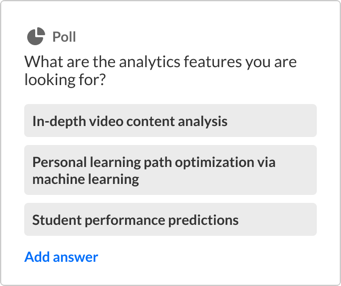 Poll
What are the analytics features you are
looking for?
In-depth video content analysis
Personal learning path optimization via
machine learning
Student performance predictions
Add answer